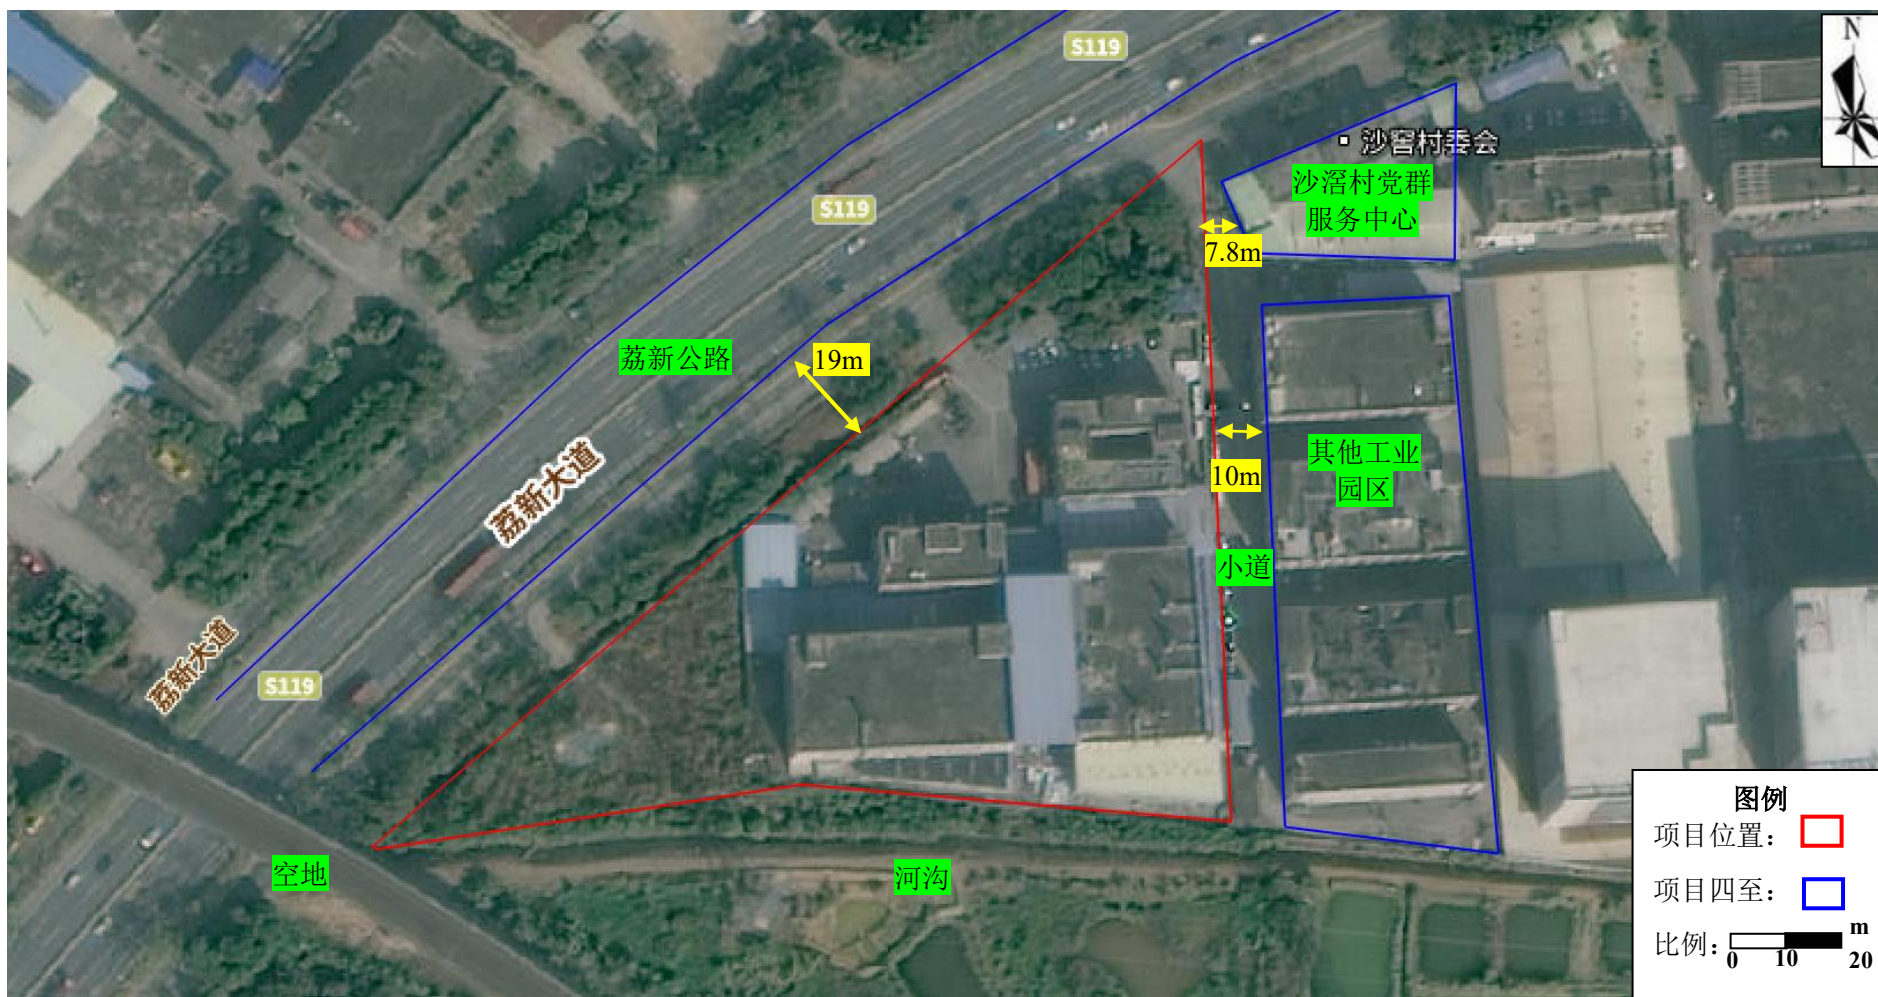 S119
N
沙窖村委会
沙滘村党群
服务中心
S119
7.8m
荔新公路
19m
荔新大道
其他工业
园区
10m
小道
荔新大道
S119
空地
河沟
图例
项目位置：
项目四至：
比例：
m
0 10 20